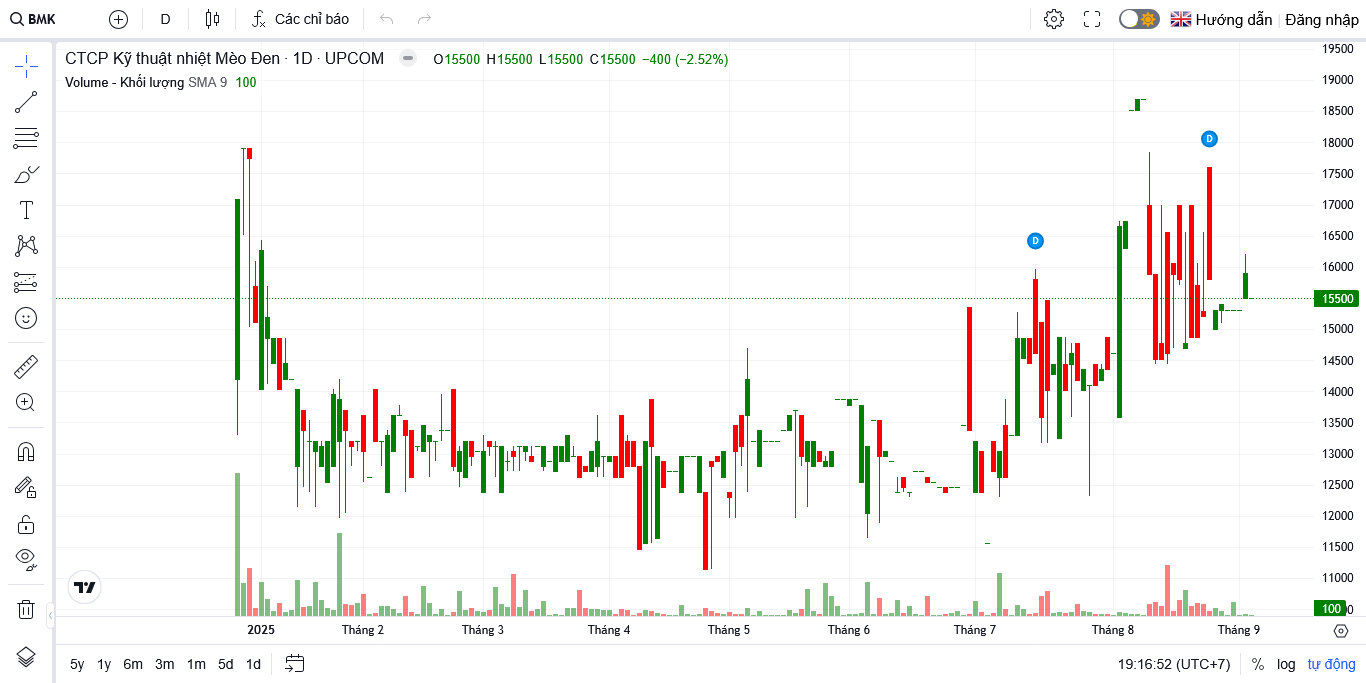 BMK D Các chỉ báo Hướng dẫn Đăng nhập
CTCP Kỹ thuật nhiệt Mèo Đen · 1D · UPCOM O15500 H15500 L15500 C15500 −400 (−2.52%)
Volume - Khối lượng SMA 9 100
19500
19000
18500
18000
17500
17000
16500
16000
15500
15000
14500
14000
13500
13000
12500
12000
11500
11000
100
D
D
2025 Tháng 2 Tháng 3 Tháng 4 Tháng 5 Tháng 6 Tháng 7 Tháng 8 Tháng 9
5y 1y 6m 3m 1m 5d 1d 19:16:52 (UTC+7) % log tự động